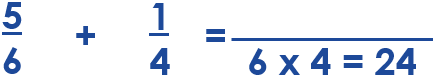 5/6 + 1/4 = 
6 x 4 = 24